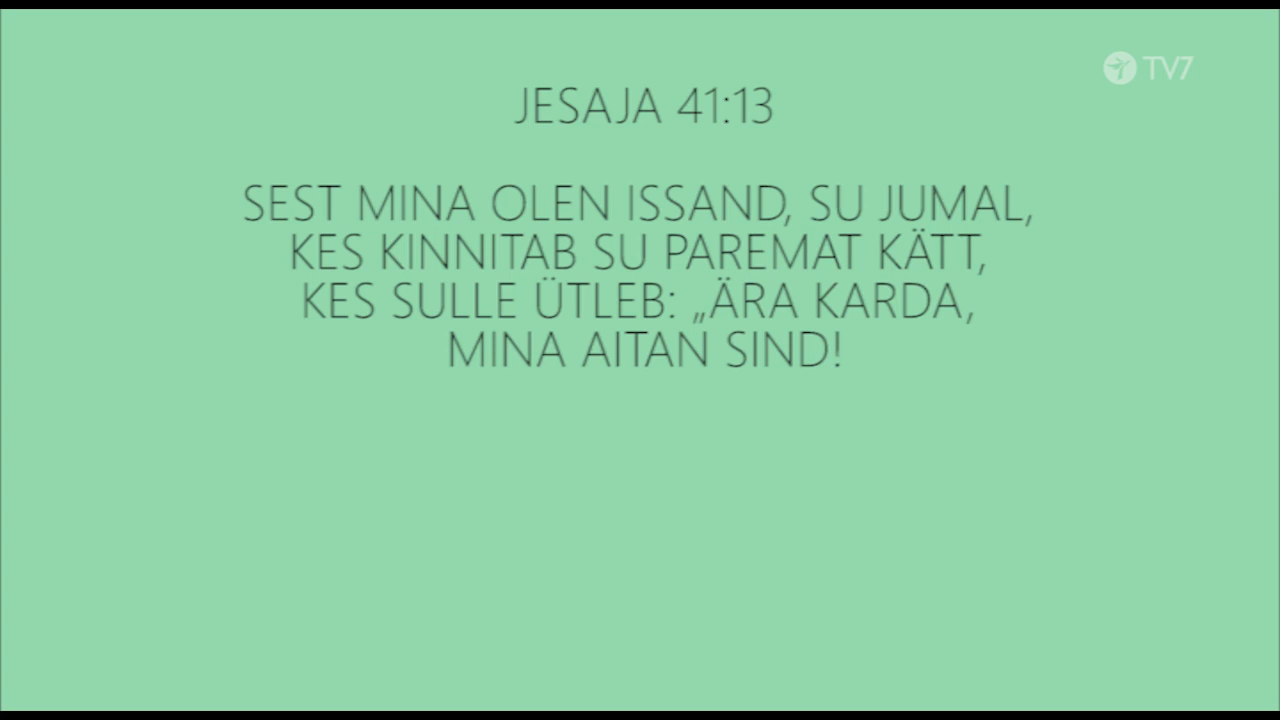 TV7
JESAJA 41:13
SEST MINA OLEN ISSAND, SU JUMAL,
KES KINNITAB SU PAREMAT KÄTT,
KES SULLE ÜTLEB: „ÄRA KARDA,
MINA AITAN SIND!